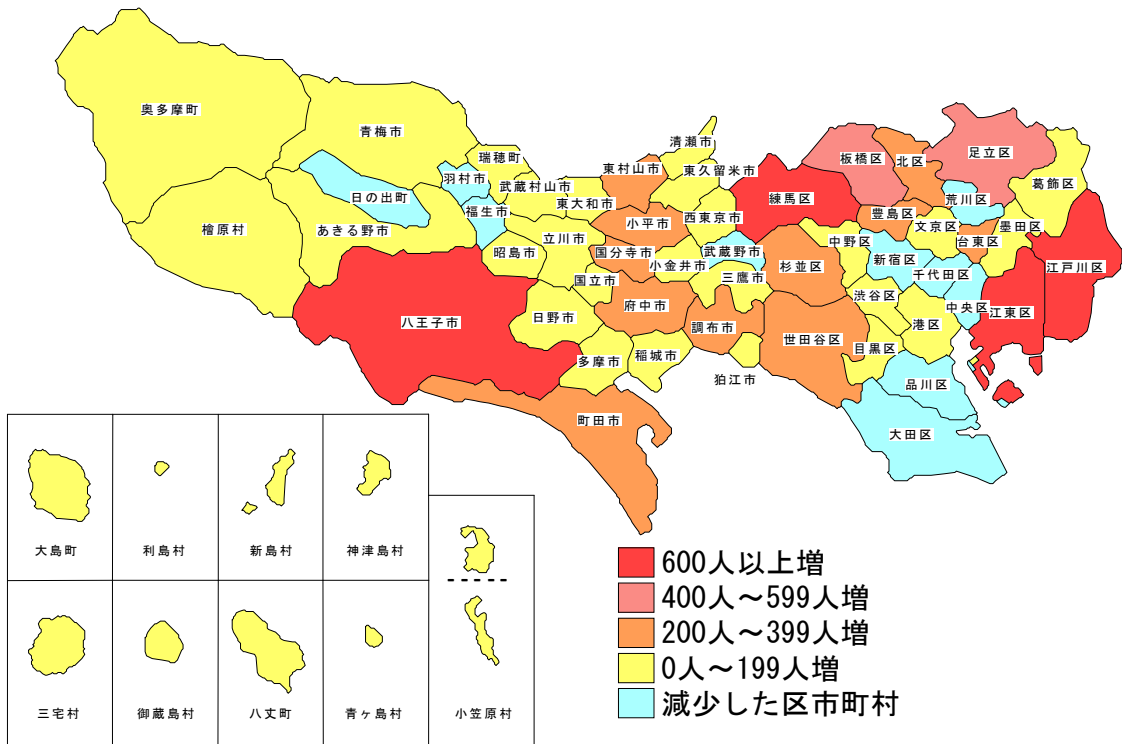 奥多摩町
青梅市
瑞穂町
清瀬市
東村山市
東久留米市
羽村市
武蔵村山市
日の出町
福生市
東大和市
檜原村
あきる野市
小平市
西東京市
昭島市
立川市
国分寺市
小金井市
武蔵野市
三鷹市
国立市
八王子市
日野市
府中市
調布市
多摩市
稲城市
狛江市
町田市
板橋区
北区
足立区
練馬区
荒川区
葛飾区
豊島区
文京区
台東区
墨田区
中野区
新宿区
杉並区
千代田区
江戸川区
渋谷区
中央区
江東区
港区
世田谷区
目黒区
品川区
大田区
大島町
利島村
新島村
神津島村
三宅村
御蔵島村
八丈町
青ヶ島村
小笠原村
600人以上増
400人～599人増
200人～399人増
0人～199人増
減少した区市町村